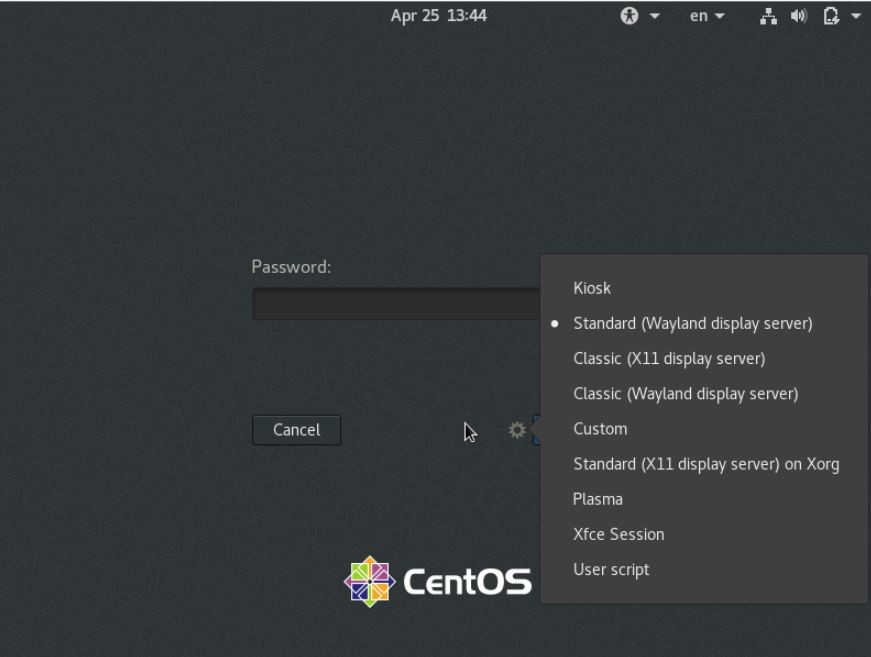 Apr 25 13:44
en
Password:
Kiosk
Standard (Wayland display server)
Classic (X11 display server)
Classic (Wayland display server)
Cancel
Custom
Standard (X11 display server) on Xorg
Plasma
Xfce Session
User script
CentOS